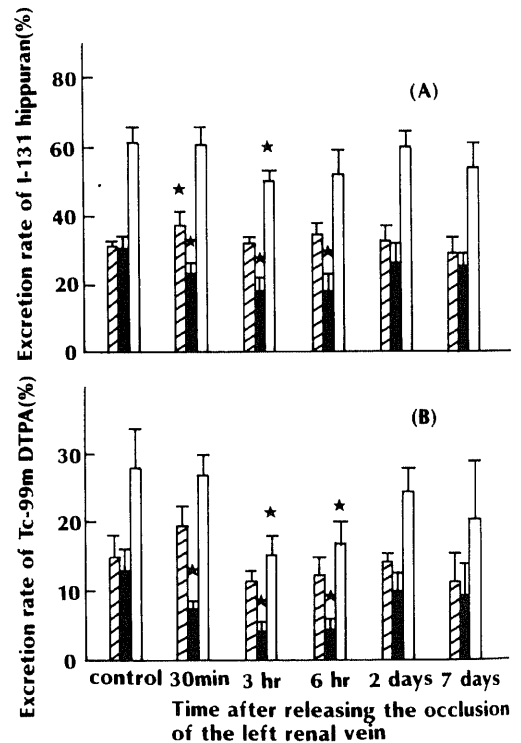 Excretion rate of I-131 hippuran(%)
80
60
40
20
0
(A)
★
★
★
★
★
Excretion rate of Tc-99m DTPA(%)
30
20
10
0
(B)
★
★
★
★
★
control 30min 3 hr 6 hr 2 days 7 days
Time after releasing the occlusion
of the left renal vein